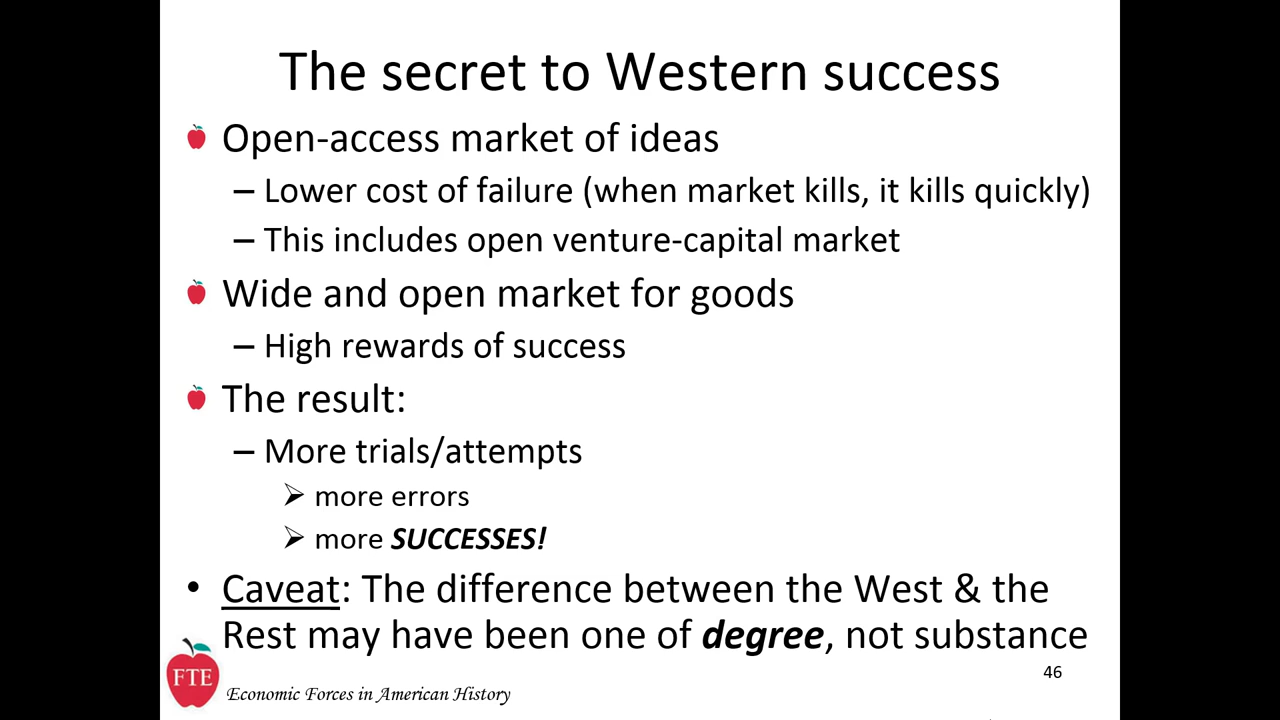 The secret to Western success
Open-access market of ideas
– Lower cost of failure (when market kills, it kills quickly)
– This includes open venture-capital market
Wide and open market for goods
– High rewards of success
The result:
– More trials/attempts
➢ more errors
➢ more SUCCESSES!
• Caveat: The difference between the West & the
Rest may have been one of degree, not substance
46
FTE
Economic Forces in American History